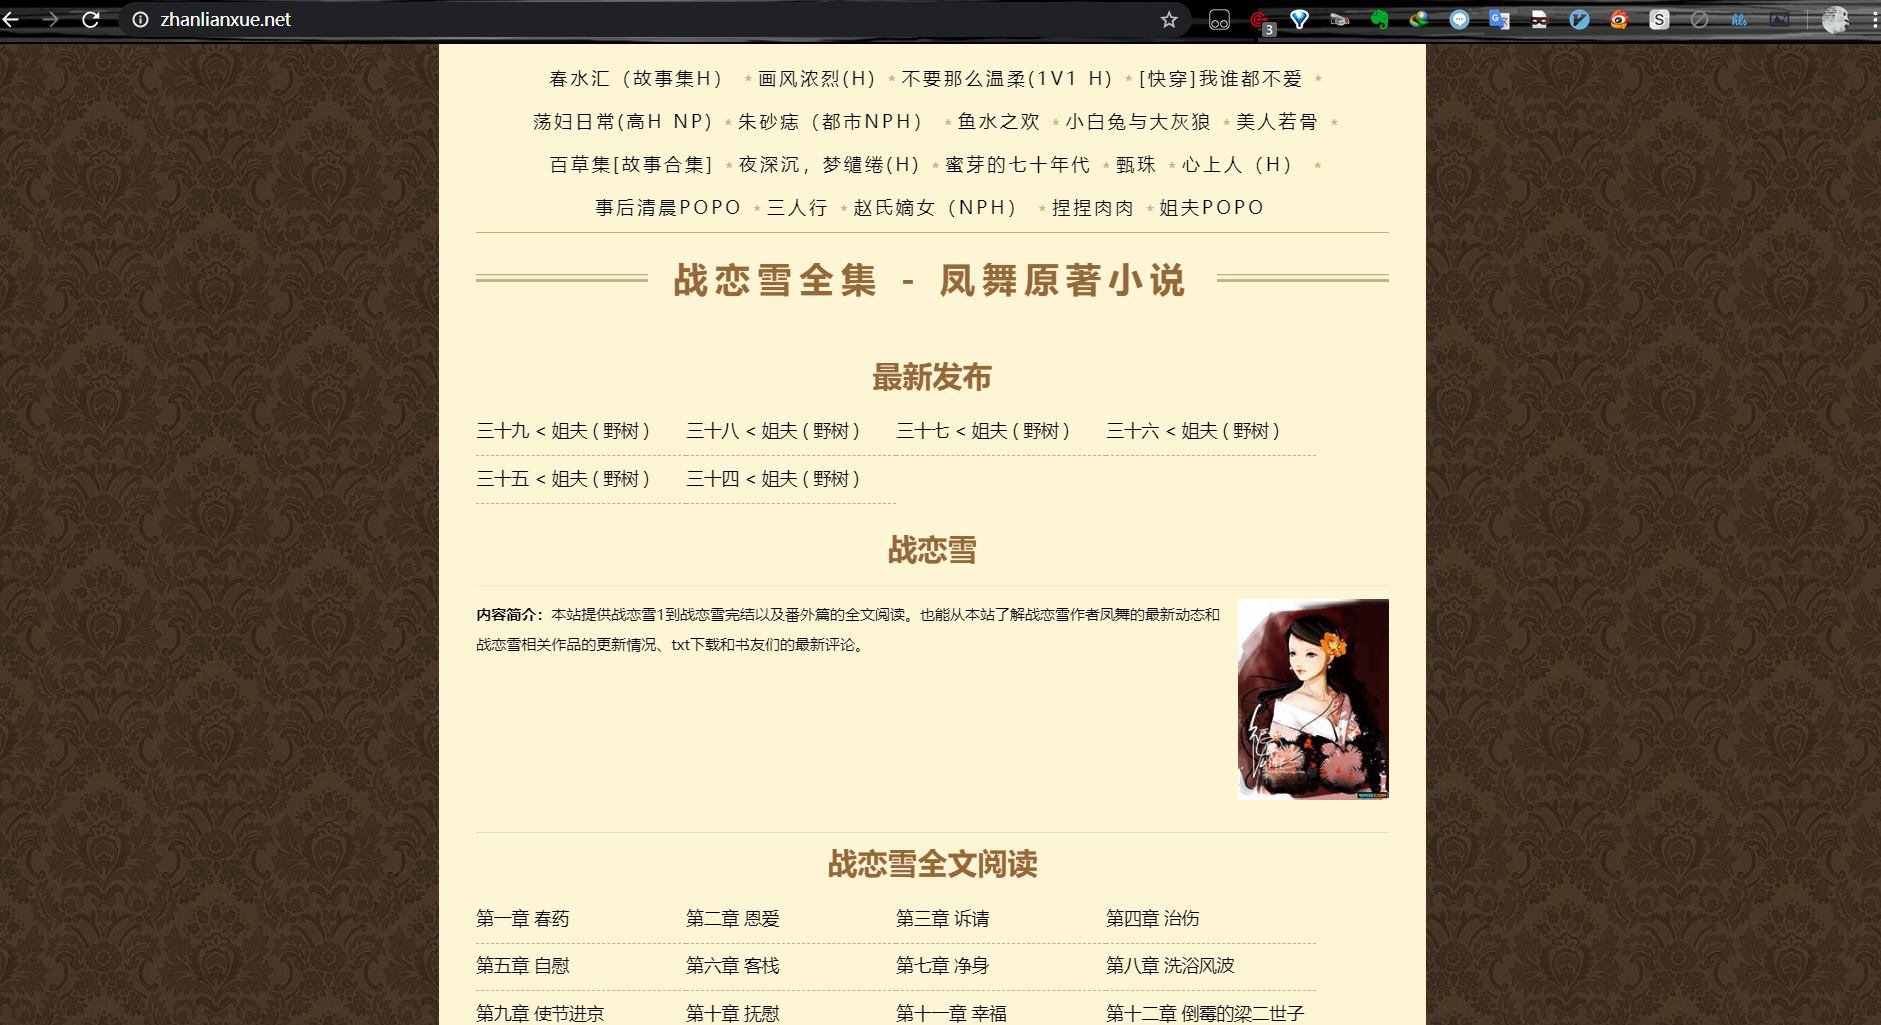 zhanlianxue.net
3
春水汇（故事集H） * 画风浓烈(H) * 不要那么温柔(1V1 H) * [快穿]我谁都不爱 *
荡妇日常(高H NP) * 朱砂痣（都市NPH） * 鱼水之欢 * 小白兔与大灰狼 * 美人若骨 *
百草集[故事合集] * 夜深沉，梦缱绻(H) * 蜜芽的七十年代 * 甄珠 * 心上人（H） *
事后清晨POPO * 三人行 * 赵氏嫡女（NPH） * 捏捏肉肉 * 姐夫POPO
战恋雪全集 - 凤舞原著小说
最新发布
三十九 < 姐夫 ( 野树 ) 三十八 < 姐夫 ( 野树 ) 三十七 < 姐夫 ( 野树 ) 三十六 < 姐夫 ( 野树 )
三十五 < 姐夫 ( 野树 ) 三十四 < 姐夫 ( 野树 )
战恋雪
内容简介：本站提供战恋雪1到战恋雪完结以及番外篇的全文阅读。也能从本站了解战恋雪作者凤舞的最新动态和
战恋雪相关作品的更新情况、txt下载和书友们的最新评论。
战恋雪全文阅读
第一章 春药 第二章 恩爱 第三章 诉请 第四章 治伤
第五章 自慰 第六章 客栈 第七章 净身 第八章 洗浴风波
第九章 使节进京 第十章 抚慰 第十一章 幸福 第十二章 倒霉的梁二世子